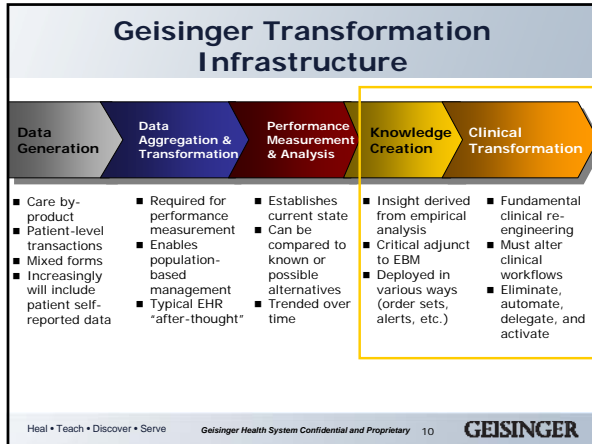 Geisinger Transformation
Infrastructure
Data
Generation
Data
Aggregation &
Transformation
Performance
Measurement
& Analysis
Knowledge
Creation
Clinical
Transformation
■ Care by-
product
■ Patient-level
transactions
■ Mixed forms
■ Increasingly
will include
patient self-
reported data
■ Required for
performance
measurement
■ Enables
population-
based
management
■ Typical EHR
“after-thought”
■ Establishes
current state
■ Can be
compared to
known or
possible
alternatives
■ Trended over
time
■ Insight derived
from empirical
analysis
■ Critical adjunct
to EBM
■ Deployed in
various ways
(order sets,
alerts, etc.)
■ Fundamental
clinical re-
engineering
■ Must alter
clinical
workflows
■ Eliminate,
automate,
delegate, and
activate
Heal • Teach • Discover • Serve
Geisinger Health System Confidential and Proprietary 10
GEISINGER